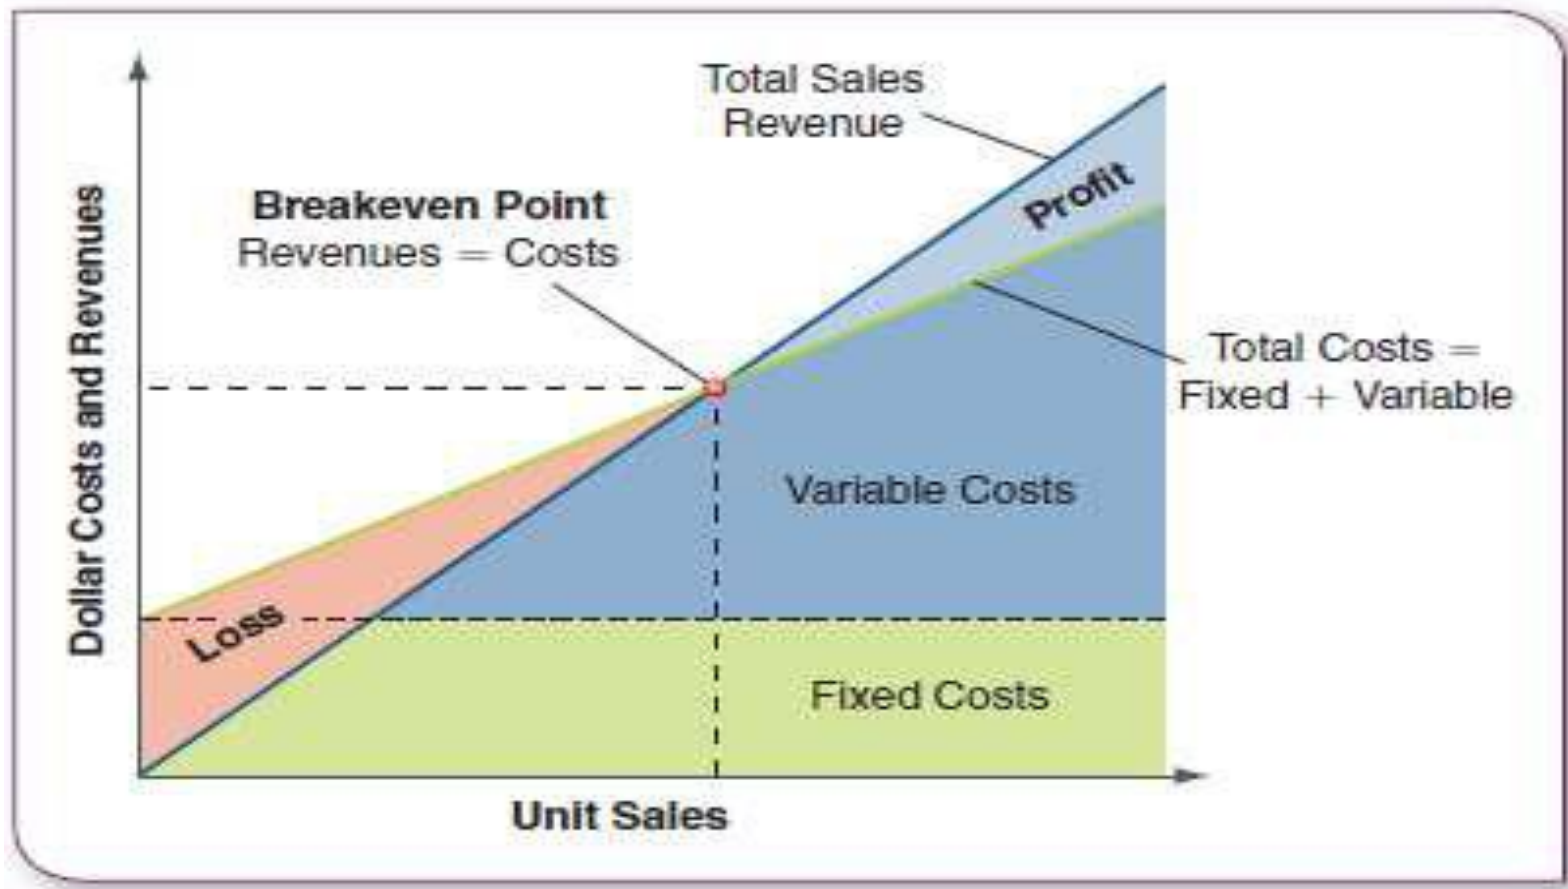 Total Sales
Revenue
Breakeven Point
Revenues = Costs
Profit
Total Costs =
Fixed + Variable
Variable Costs
Loss
Fixed Costs
Dollar Costs and Revenues
Unit Sales